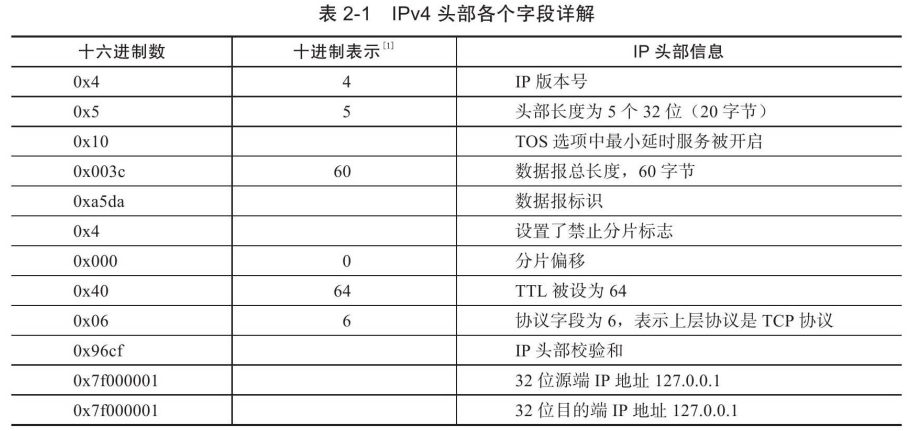 表 2-1 IPv4 头部各个字段详解
十六进制数 十进制表示[1] IP 头部信息
0x4 4 IP 版本号
0x5 5 头部长度为 5 个 32 位（20 字节）
0x10 TOS 选项中最小延时服务被开启
0x003c 60 数据报总长度，60 字节
0xa5da 数据报标识
0x4 设置了禁止分片标志
0x000 0 分片偏移
0x40 64 TTL 被设为 64
0x06 6 协议字段为 6，表示上层协议是 TCP 协议
0x96cf IP 头部校验和
0x7f000001 32 位源端 IP 地址 127.0.0.1
0x7f000001 32 位目的端 IP 地址 127.0.0.1